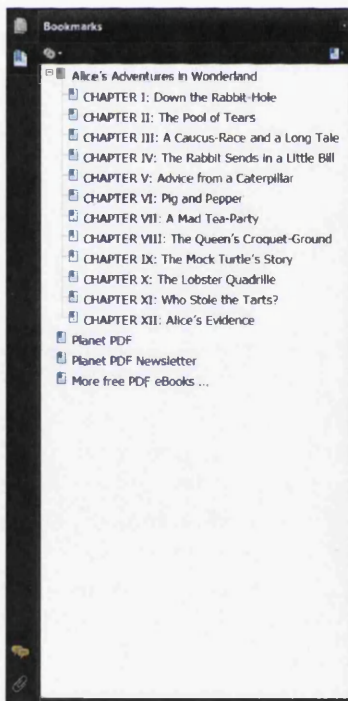 Bookmarks
Alice's Adventures in Wonderland
CHAPTER I: Down the Rabbit-Hole
CHAPTER II: The Pool of Tears
CHAPTER III: A Caucus-Race and a Long Tale
CHAPTER IV: The Rabbit Sends in a Little Bill
CHAPTER V: Advice from a Caterpillar
CHAPTER VI: Pig and Pepper
CHAPTER VII: A Mad Tea-Party
CHAPTER VIII: The Queen's Croquet-Ground
CHAPTER IX: The Mock Turtle's Story
CHAPTER X: The Lobster Quadrille
CHAPTER XI: Who Stole the Tarts?
CHAPTER XII: Alice's Evidence
Planet PDF
Planet PDF Newsletter
More free PDF eBooks ...